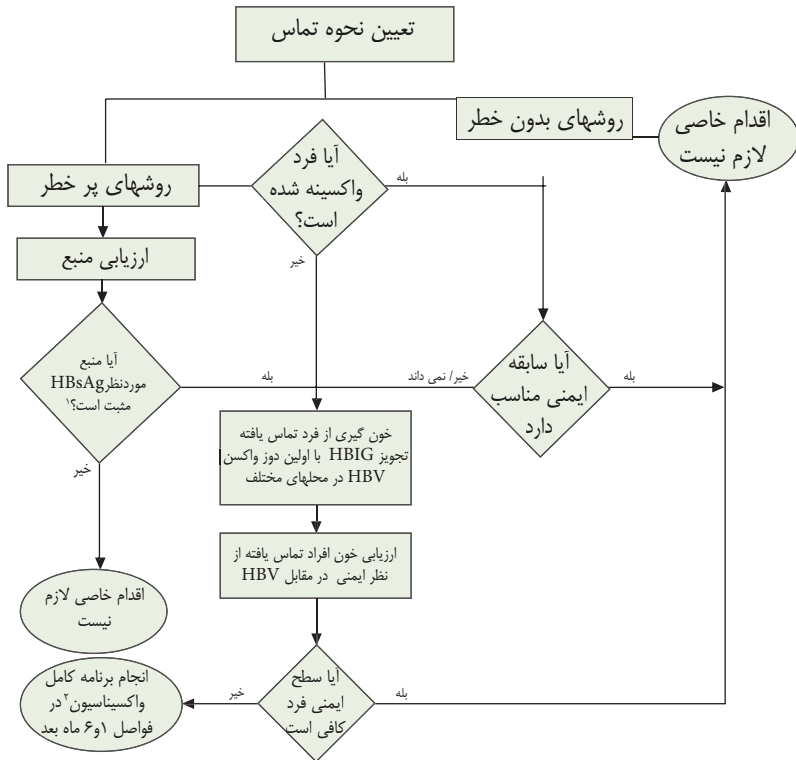 تعیین نحوه تماس
روشهای بدون خطر
اقدام خاصی
لازم نیست
روشهای پر خطر
آیا فرد
واکسینه شده
است؟
بله
خیر
ارزیابی منبع
آیا منبع
موردنظرHBsAg
مثبت است؟۱
بله
خیر
خیر/ نمی داند
آیا سابقه
ایمنی مناسب
دارد
بله
خون گیری از فرد تماس یافته
تجویز HBIG با اولین دوز واکسن
HBV در محلهای مختلف
ارزیابی خون افراد تماس یافته از
نظر ایمنی در مقابل HBV
اقدام خاصی لازم
نیست
آیا سطح
ایمنی فرد
کافی است
بله
خیر
انجام برنامه کامل
واکسیناسیون۲ در
فواصل ۱و۶ ماه بعد